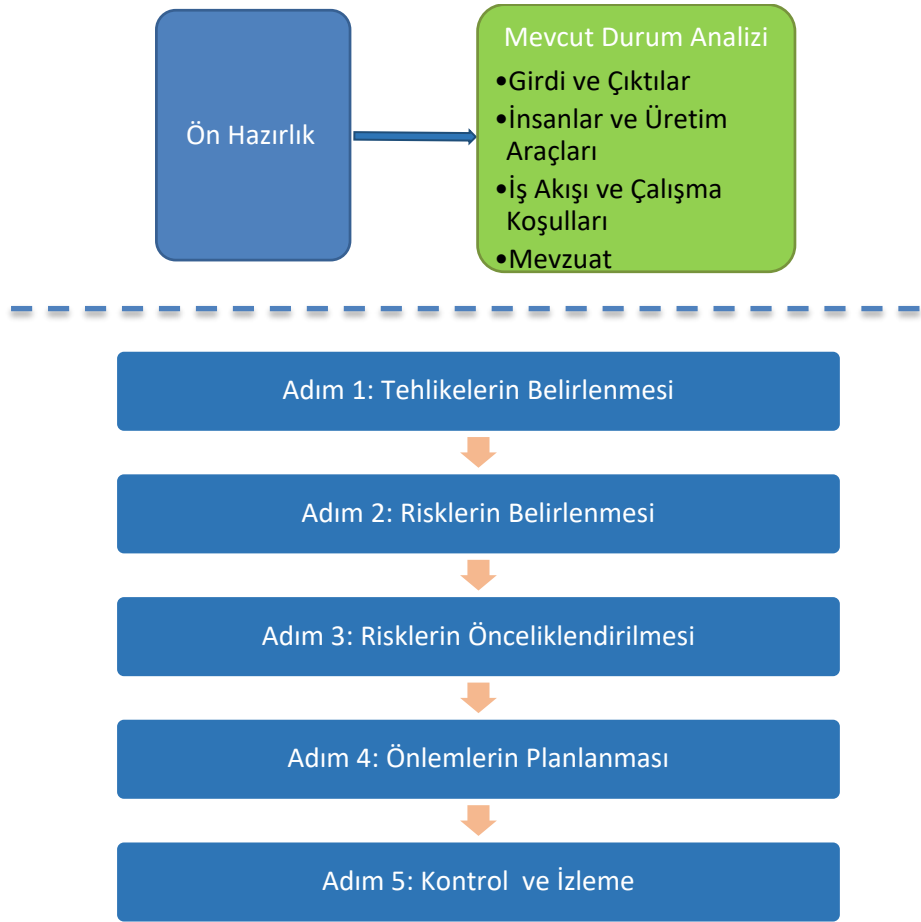 Ön Hazırlık
Mevcut Durum Analizi
•Girdi ve Çıktılar
•İnsanlar ve Üretim
Araçları
•İş Akışı ve Çalışma
Koşulları
•Mevzuat
Adım 1: Tehlikelerin Belirlenmesi
Adım 2: Risklerin Belirlenmesi
Adım 3: Risklerin Önceliklendirilmesi
Adım 4: Önlemlerin Planlanması
Adım 5: Kontrol  ve İzleme